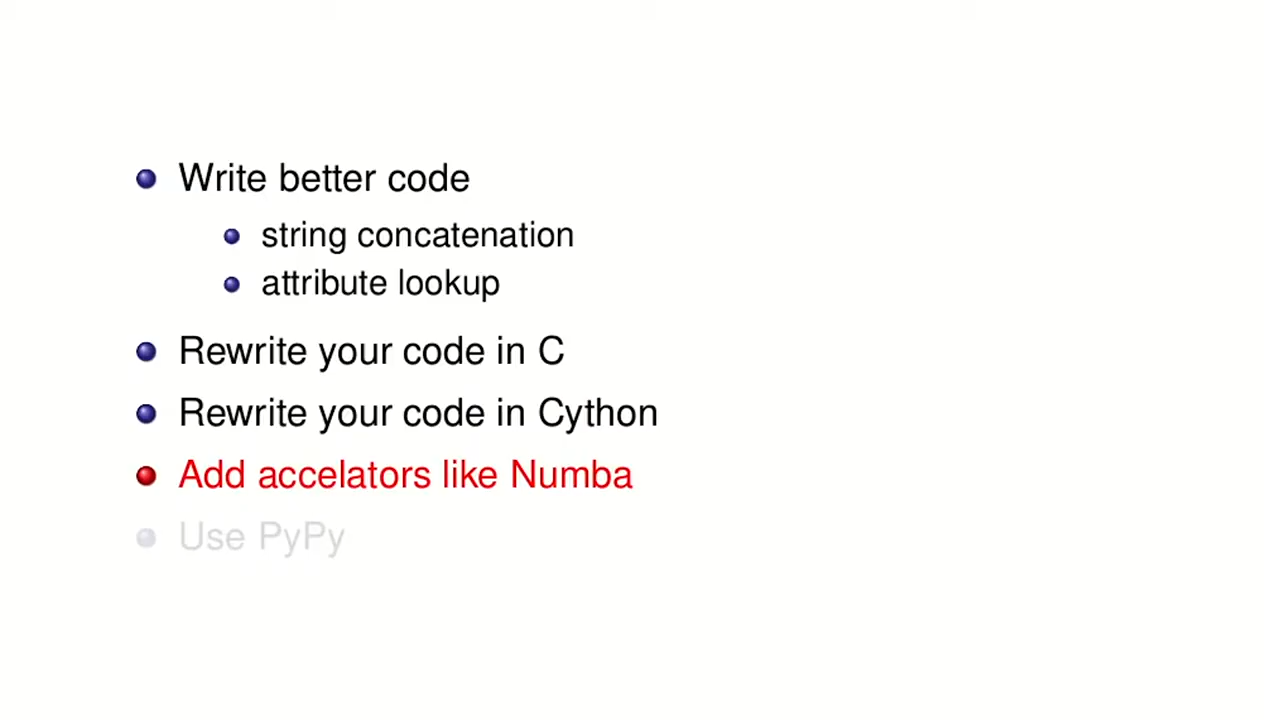 Write better code
string concatenation
attribute lookup
Rewrite your code in C
Rewrite your code in Cython
Add accelators like Numba
Use PyPy